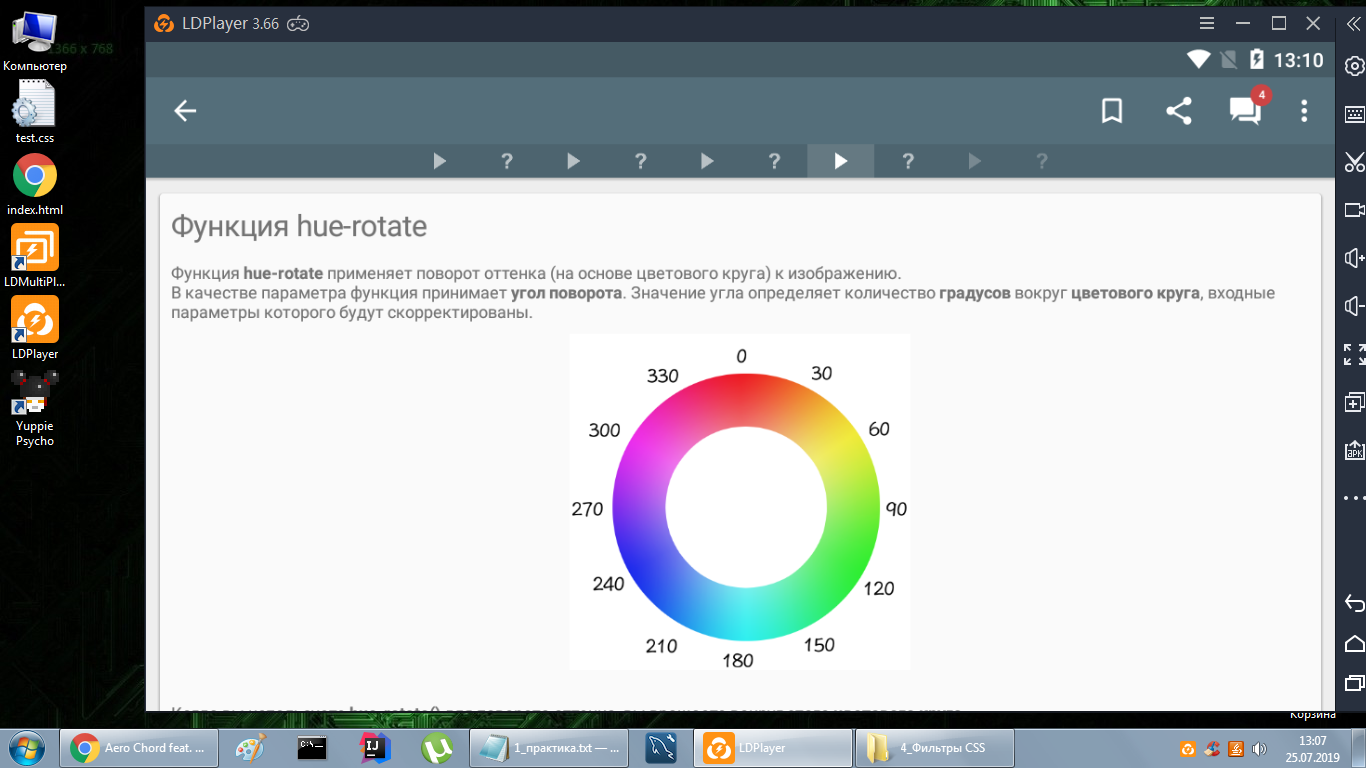 LDPlayer 3.66
1366 x 768
13:10
4
Компьютер
test.css
index.html
LDMultiPl...
LDPlayer
Yuppie
Psycho
?
?
?
?
?
Функция hue-rotate
Функция hue-rotate применяет поворот оттенка (на основе цветового круга) к изображению.
В качестве параметра функция принимает угол поворота. Значение угла определяет количество градусов вокруг цветового круга, входные
параметры которого будут скорректированы.
0
330
30
300
60
270
90
240
120
210
150
180
APK
Корзина
C:\
IJ
Aero Chord feat. ...
1_практика.txt — ...
LDPlayer
4_Фильтры CSS
13:07
25.07.2019